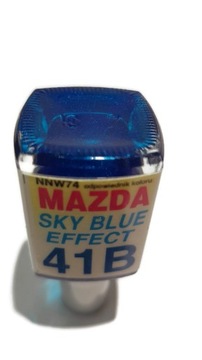 NNW74 odpowiednik koloru
MAZDA
SKY BLUE
EFFECT
41B